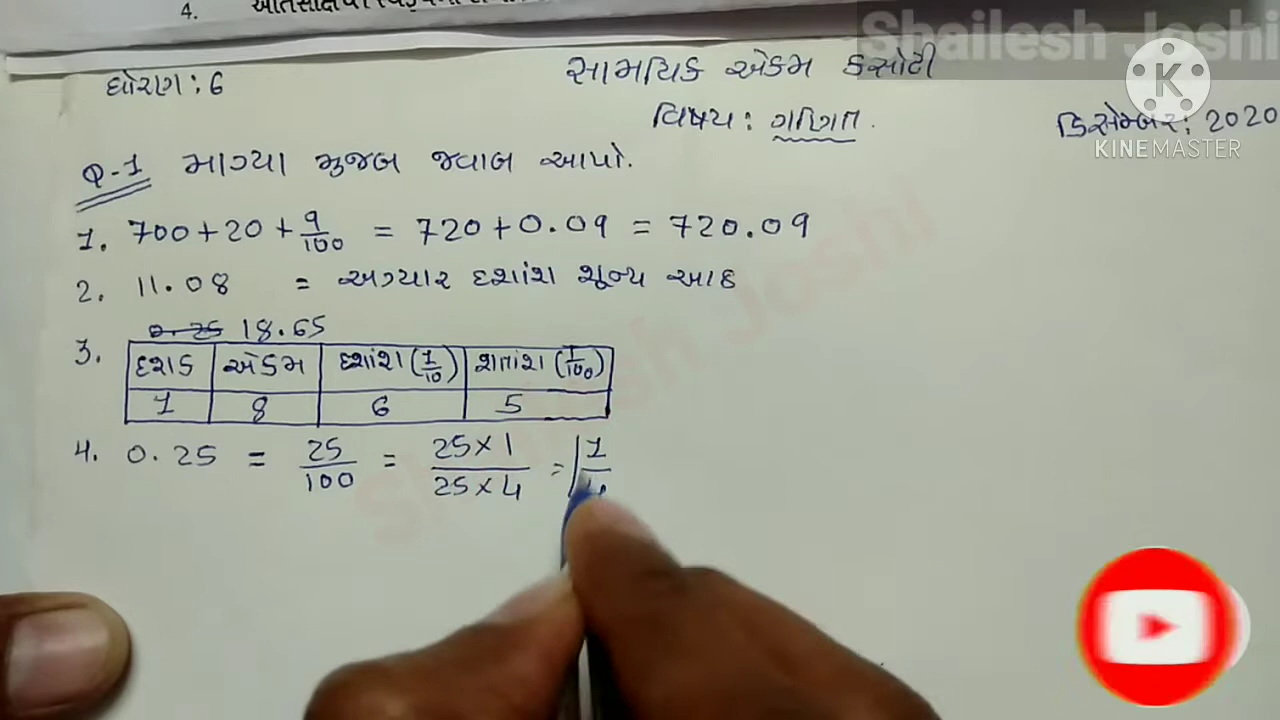 4.
Shailesh Joshi
KINEMASTER
ધોરણ: 6
સામયિક એકમ કસોટી
વિષય: ગણિત.
ડિસેમ્બર: 2020
Q-1 માગ્યા મુજબ જવાબ આપો.
1. 700 + 20 + 9/100 = 720 + 0.09 = 720.09
2. 11.08 = અગ્યાર દશાંશ શૂન્ય આઠ
3. 0.25 18.65
દશક એકમ દશાંશ (1/10) શતાંશ (1/100)
1 8 6 5
4. 0.25 = 25/100 = 25×1/25×4 = 1/4